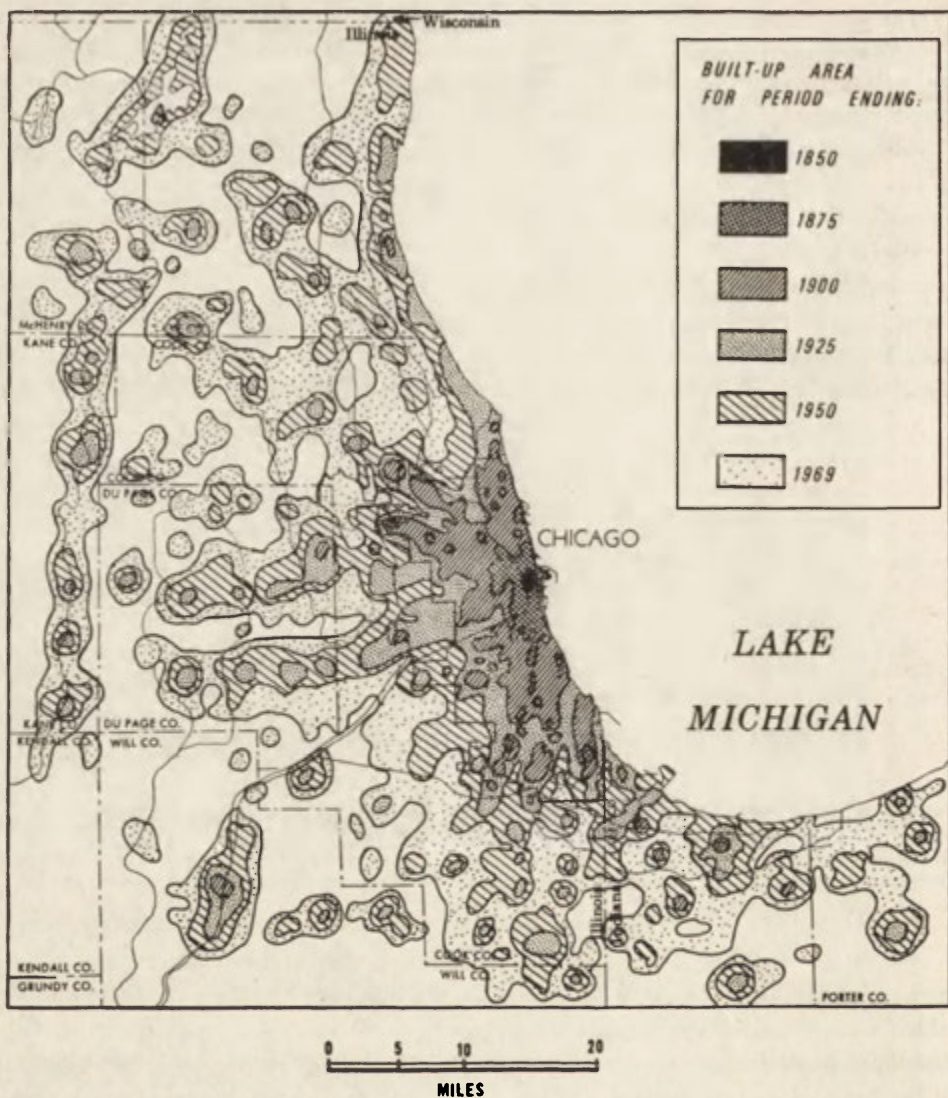 Wisconsin
Illinois
BUILT-UP AREA
FOR PERIOD ENDING:
1850
1875
1900
1925
1950
1969
McHENRY
KANE CO.
COOK
DU PAGE CO.
CHICAGO
LAKE
MICHIGAN
KANE CO.
KENDALL CO.
DU PAGE CO.
WILL CO.
Illinois
Indiana
KENDALL CO.
GRUNDY CO.
COOK CO.
WILL CO.
PORTER CO.
0 5 10 20
MILES